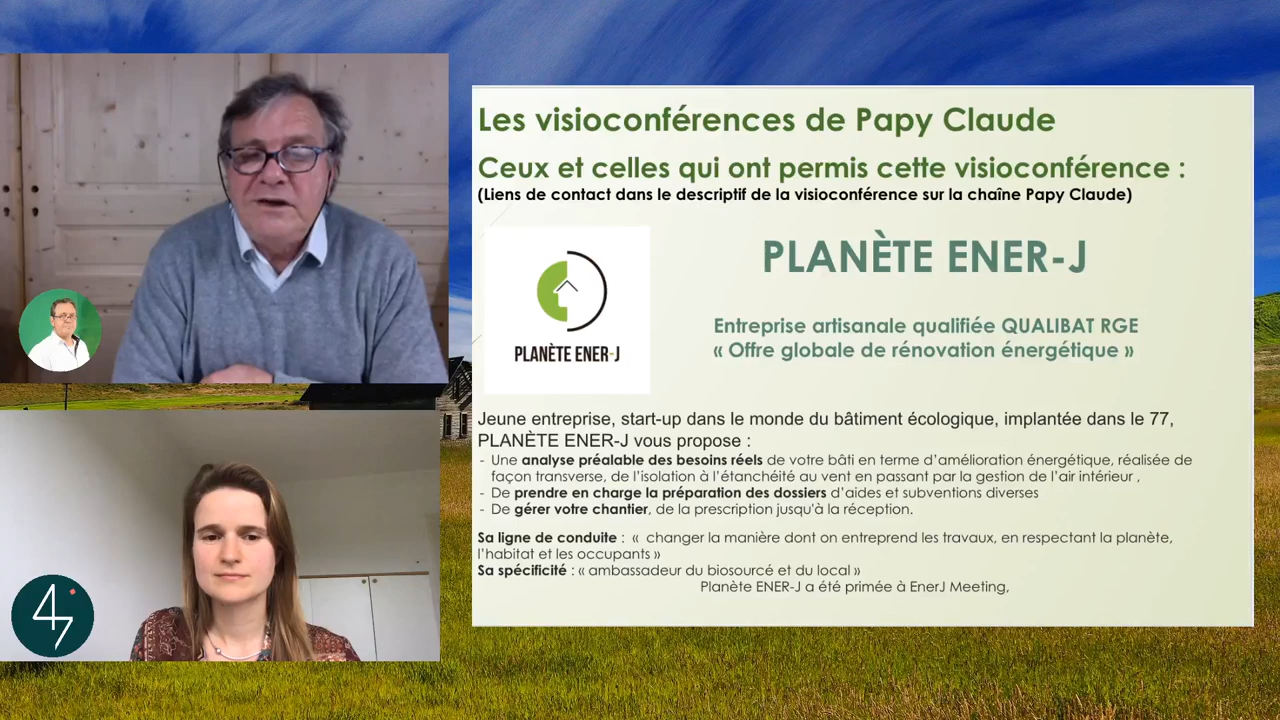 Les visioconférences de Papy Claude
Ceux et celles qui ont permis cette visioconférence :
(Liens de contact dans le descriptif de la visioconférence sur la chaîne Papy Claude)
PLANÈTE ENER-J
PLANÈTE ENER-J
Entreprise artisanale qualifiée QUALIBAT RGE
« Offre globale de rénovation énergétique »
Jeune entreprise, start-up dans le monde du bâtiment écologique, implantée dans le 77,
PLANÈTE ENER-J vous propose :
- Une analyse préalable des besoins réels de votre bâti en terme d'amélioration énergétique, réalisée de
façon transverse, de l'isolation à l'étanchéité au vent en passant par la gestion de l'air intérieur ,
- De prendre en charge la préparation des dossiers d'aides et subventions diverses
- De gérer votre chantier, de la prescription jusqu'à la réception.
Sa ligne de conduite : « changer la manière dont on entreprend les travaux, en respectant la planète,
l'habitat et les occupants »
Sa spécificité : « ambassadeur du biosourcé et du local »
Planète ENER-J a été primée à EnerJ Meeting,
47